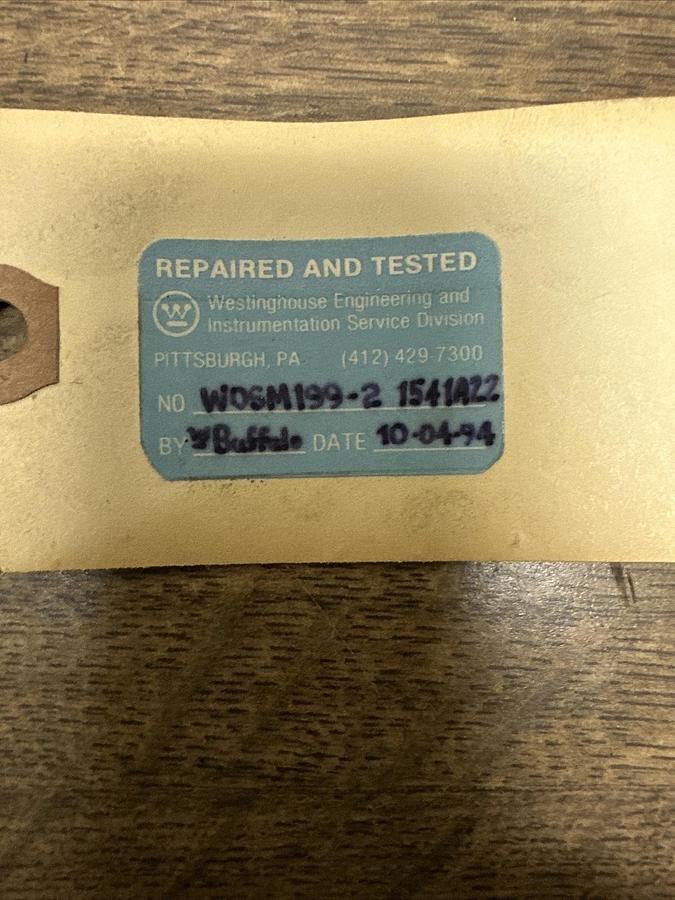 REPAIRED AND TESTED
W Westinghouse Engineering and
Instrumentation Service Division
PITTSBURGH, PA (412) 429-7300
NO WOSM199-2 1541A22
BY Buffalo DATE 10-04-94